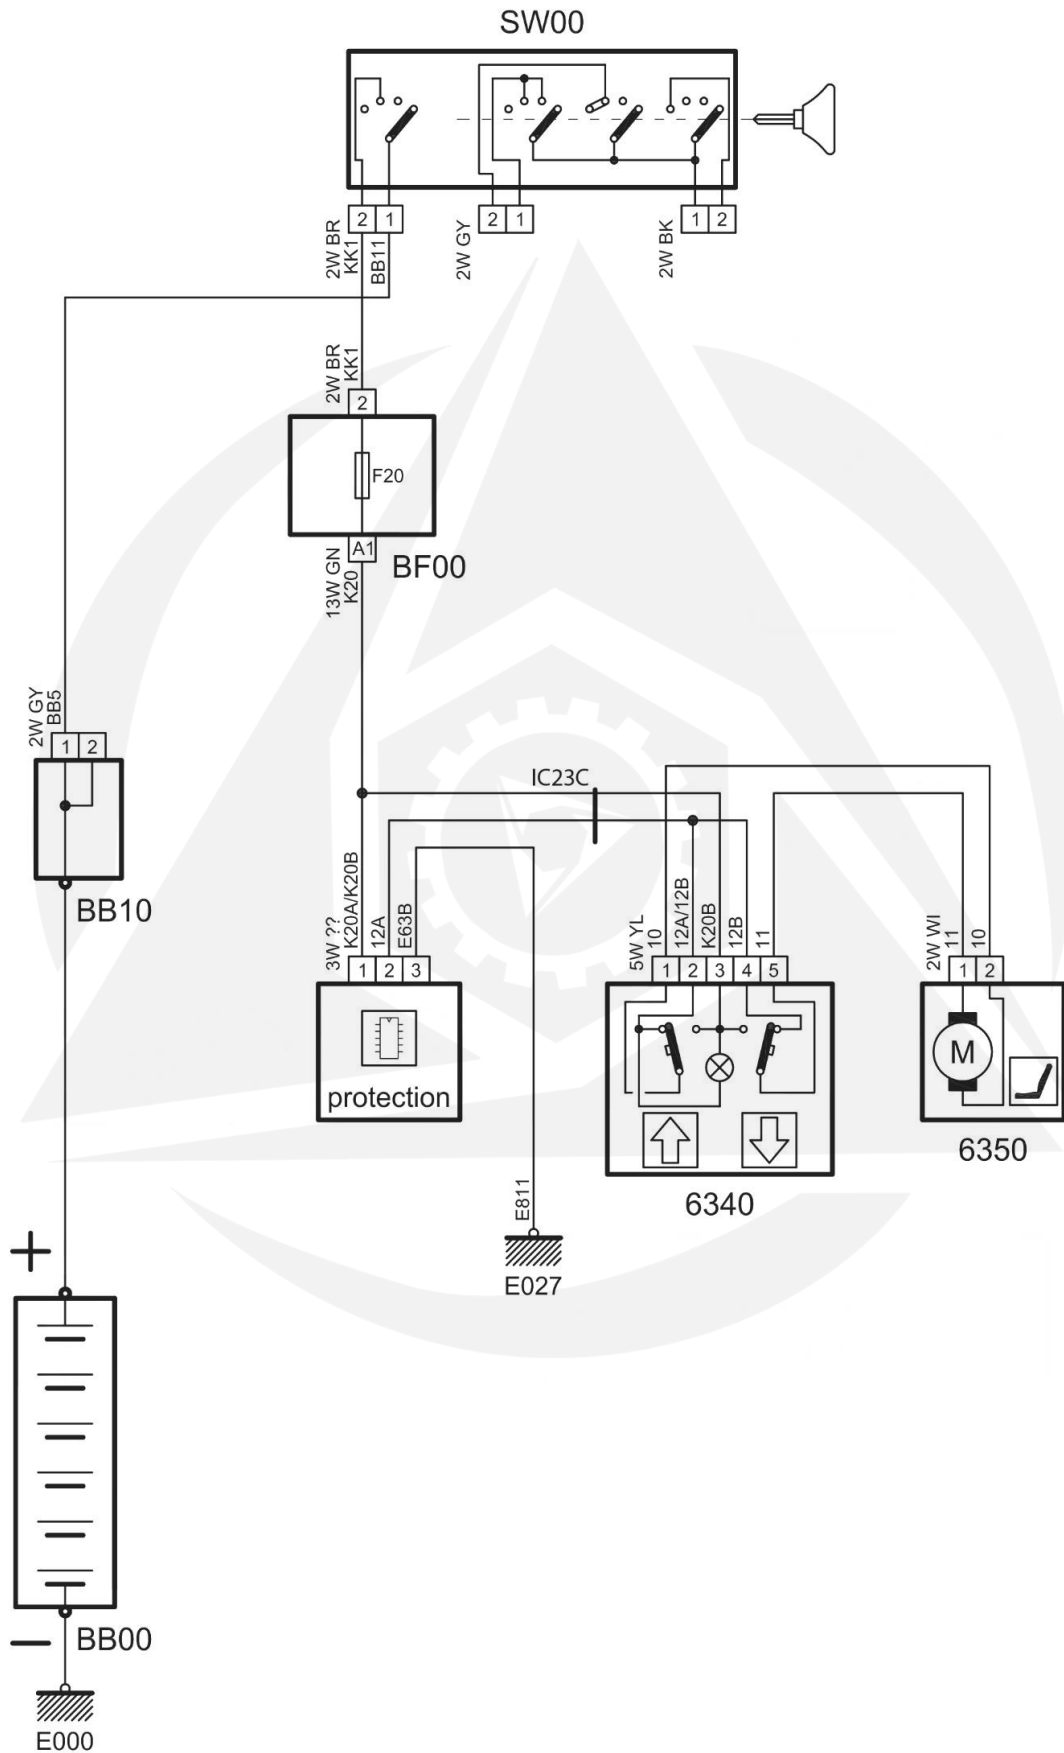 SW00
2 1
2 1
1 2
2W BR
KK1
BB11
2W GY
2W BK
2W BR
KK1
2
F20
A1
BF00
13W GN
K20
2W GY
BB5
1 2
BB10
IC23C
3W ??
K20A/K20B
12A
E63B
1 2 3
protection
5W YL
10
12A/12B
K20B
12B
11
1 2 3 4 5
6340
2W WI
11
10
1 2
M
6350
E811
E027
+
−
BB00
E000